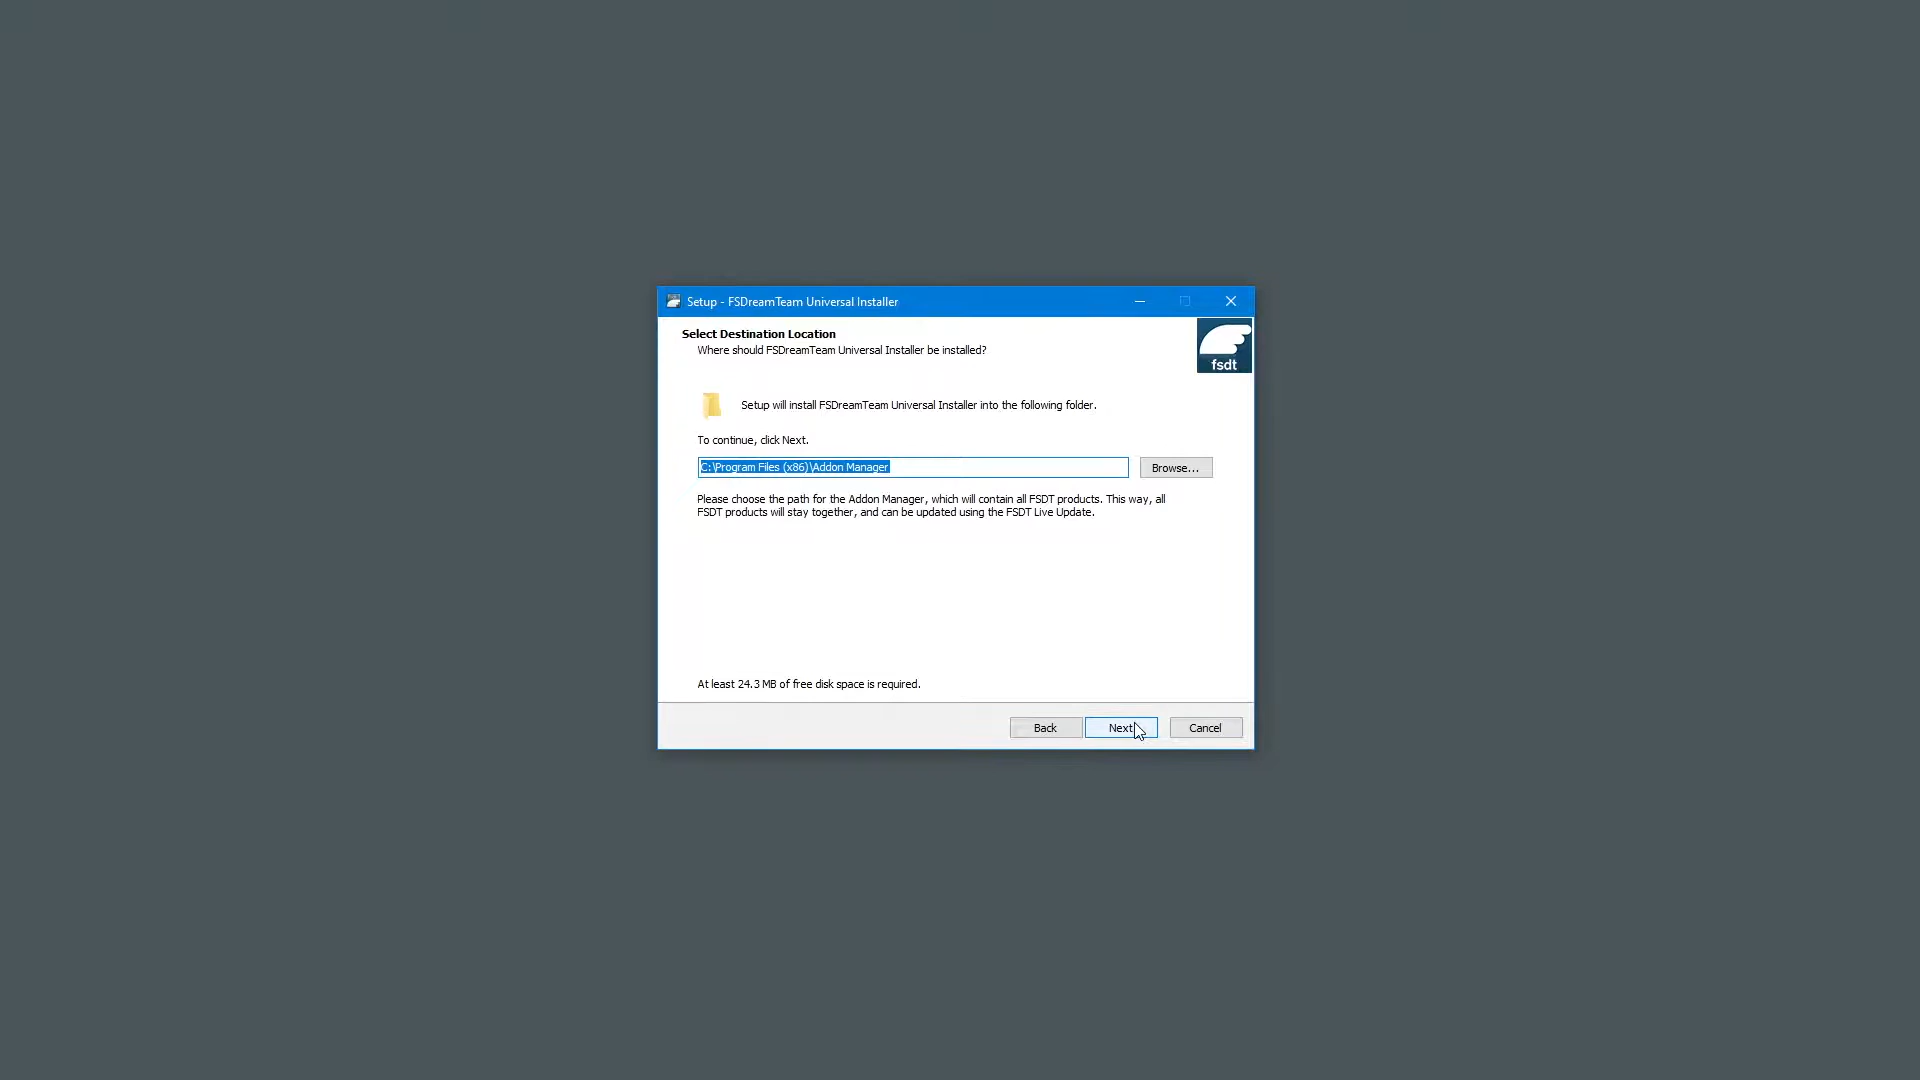 Setup - FSDreamTeam Universal Installer
Select Destination Location
Where should FSDreamTeam Universal Installer be installed?
fsdt
Setup will install FSDreamTeam Universal Installer into the following folder.
To continue, click Next.
C:\Program Files (x86)\Addon Manager
Browse...
Please choose the path for the Addon Manager, which will contain all FSDT products. This way, all
FSDT products will stay together, and can be updated using the FSDT Live Update.
At least 24.3 MB of free disk space is required.
Back
Next
Cancel